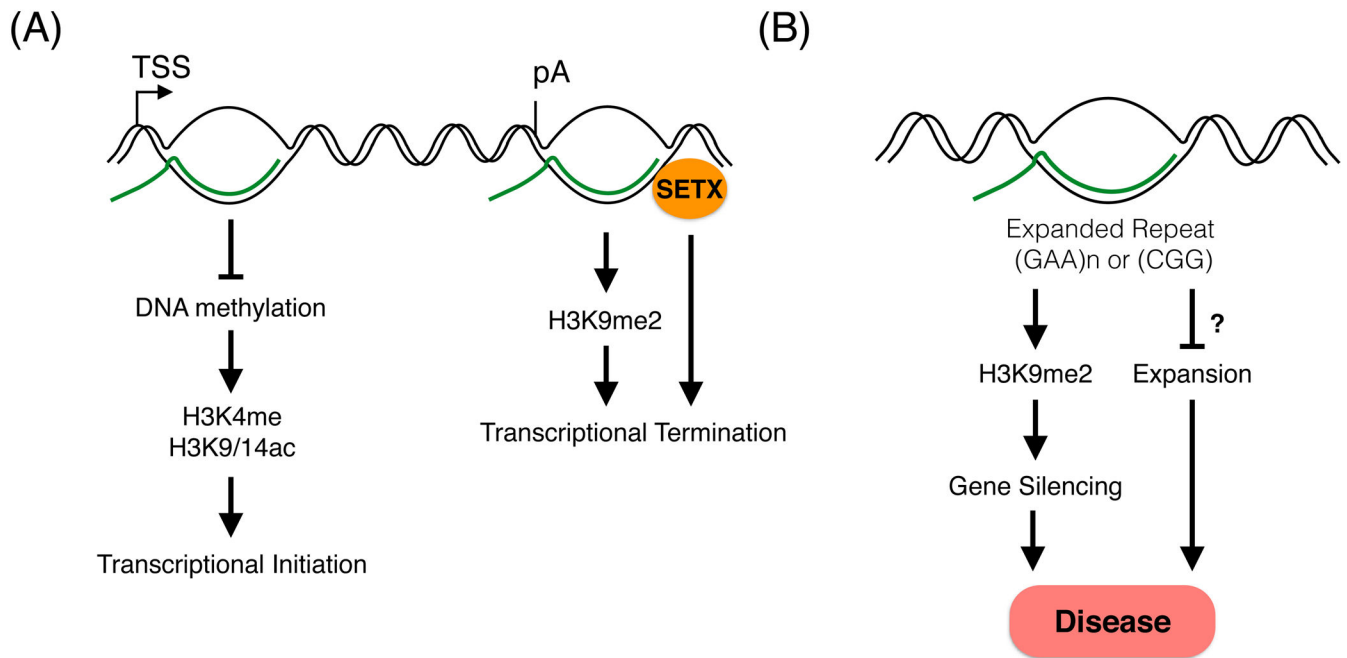 (A)
TSS
pA
SETX
DNA methylation
H3K9me2
H3K4me
H3K9/14ac
Transcriptional Termination
Transcriptional Initiation
(B)
Expanded Repeat
(GAA)n or (CGG)
?
H3K9me2
Expansion
Gene Silencing
Disease